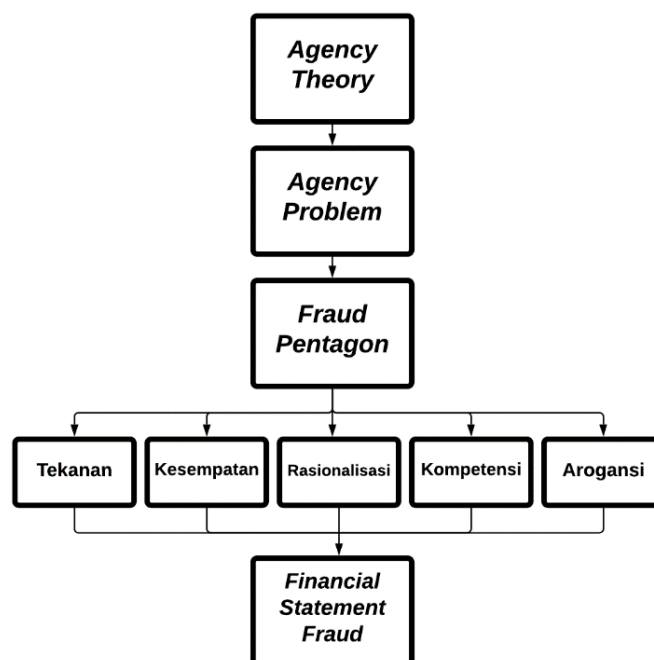 Agency
Theory
Agency
Problem
Fraud
Pentagon
Tekanan
Kesempatan
Rasionalisasi
Kompetensi
Arogansi
Financial
Statement
Fraud